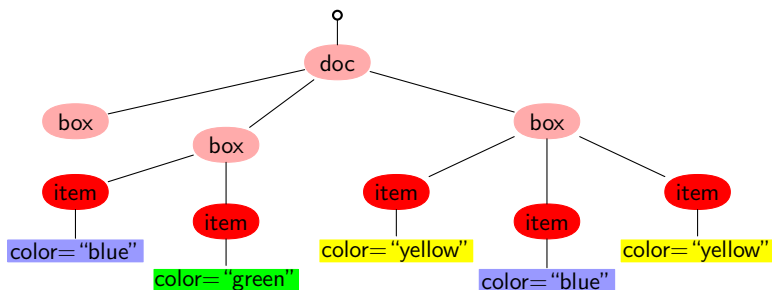 doc
box
box
box
item
item
item
item
item
color=“blue”
color=“green”
color=“yellow”
color=“blue”
color=“yellow”